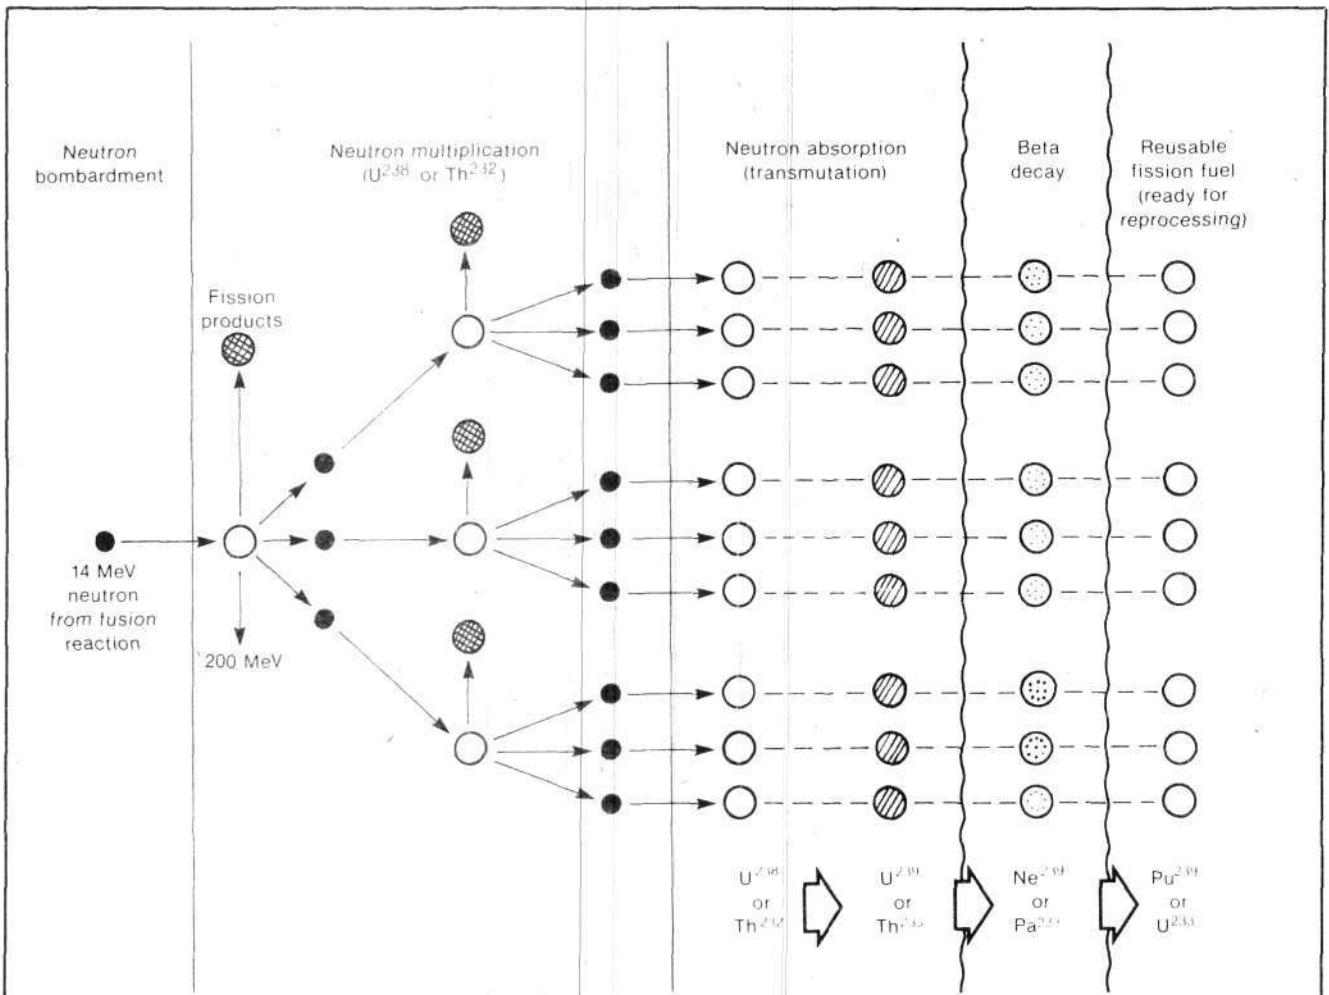 Neutron
bombardment
Neutron multiplication
(U²³⁸ or Th²³²)
Neutron absorption
(transmutation)
Beta
decay
Reusable
fission fuel
(ready for
reprocessing)
Fission
products
14 MeV
neutron
from fusion
reaction
200 MeV
U²³⁸
or
Th²³²
U²³⁹
or
Th²³³
Ne²³⁹
or
Pa²³³
Pu²³⁹
or
U²³³